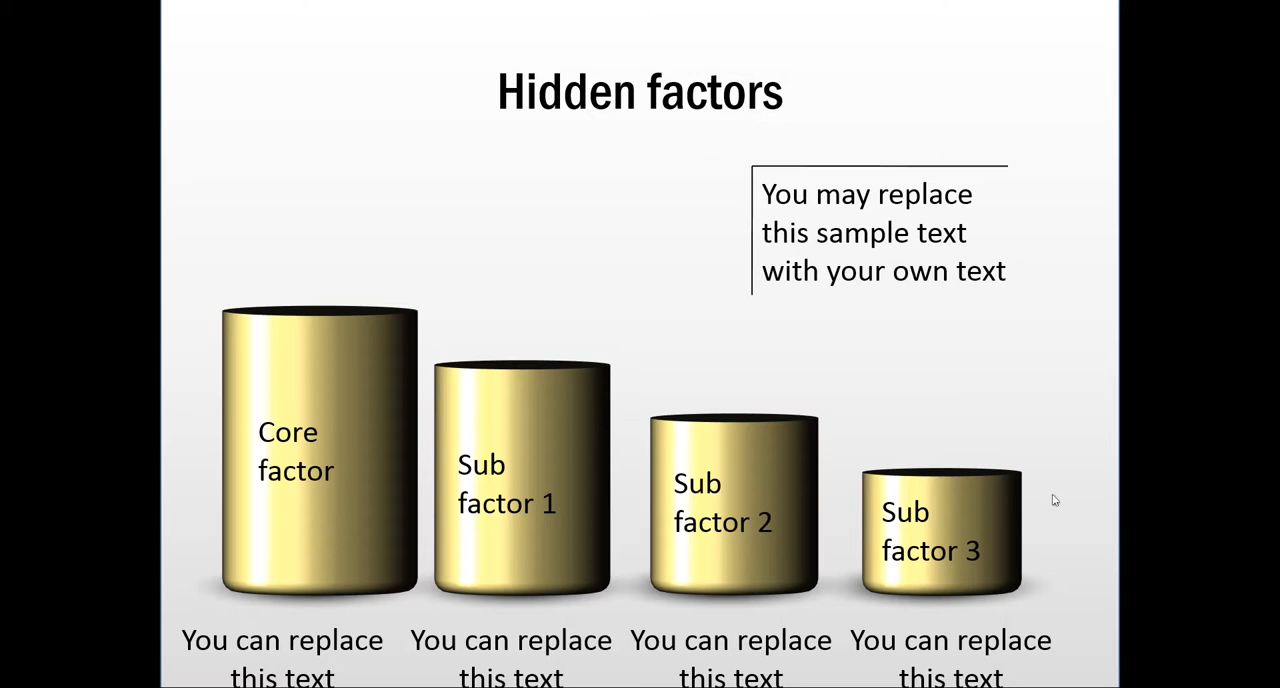 Hidden factors
You may replace
this sample text
with your own text
Core
factor
Sub
factor 1
Sub
factor 2
Sub
factor 3
You can replace
this text
You can replace
this text
You can replace
this text
You can replace
this text